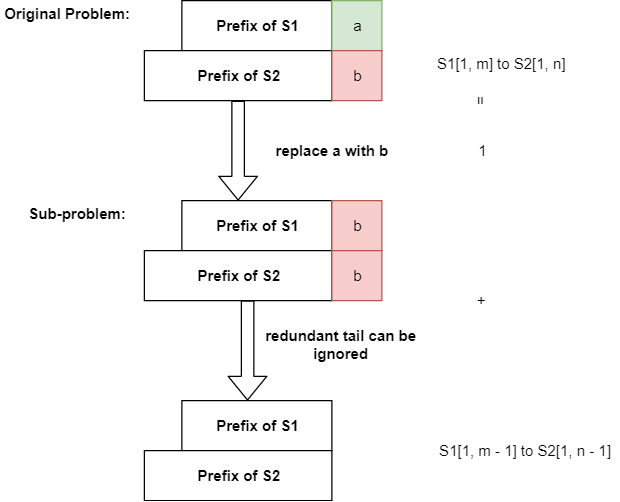 Original Problem:
Prefix of S1
a
Prefix of S2
b
S1[1, m] to S2[1, n]
=
replace a with b
1
Sub-problem:
Prefix of S1
b
Prefix of S2
b
+
redundant tail can be
ignored
Prefix of S1
S1[1, m - 1] to S2[1, n - 1]
Prefix of S2